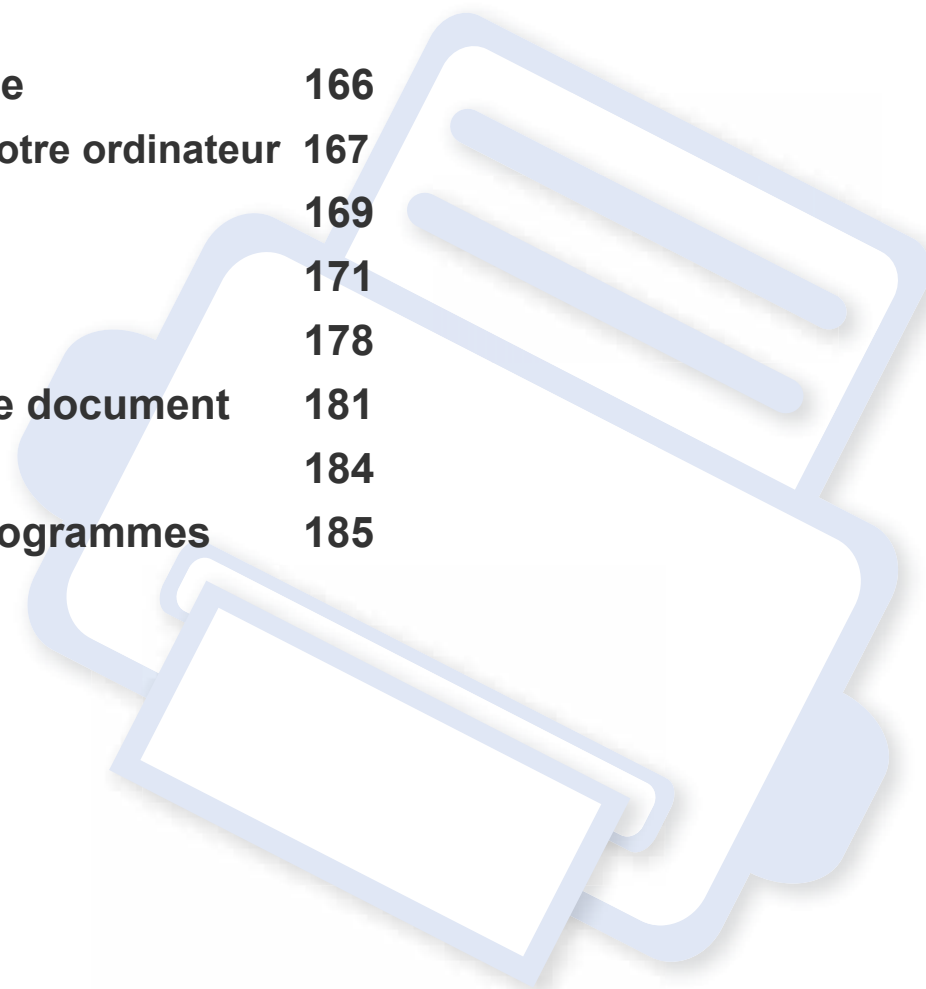 e 166
otre ordinateur 167
169
171
178
e document 181
184
ogrammes 185